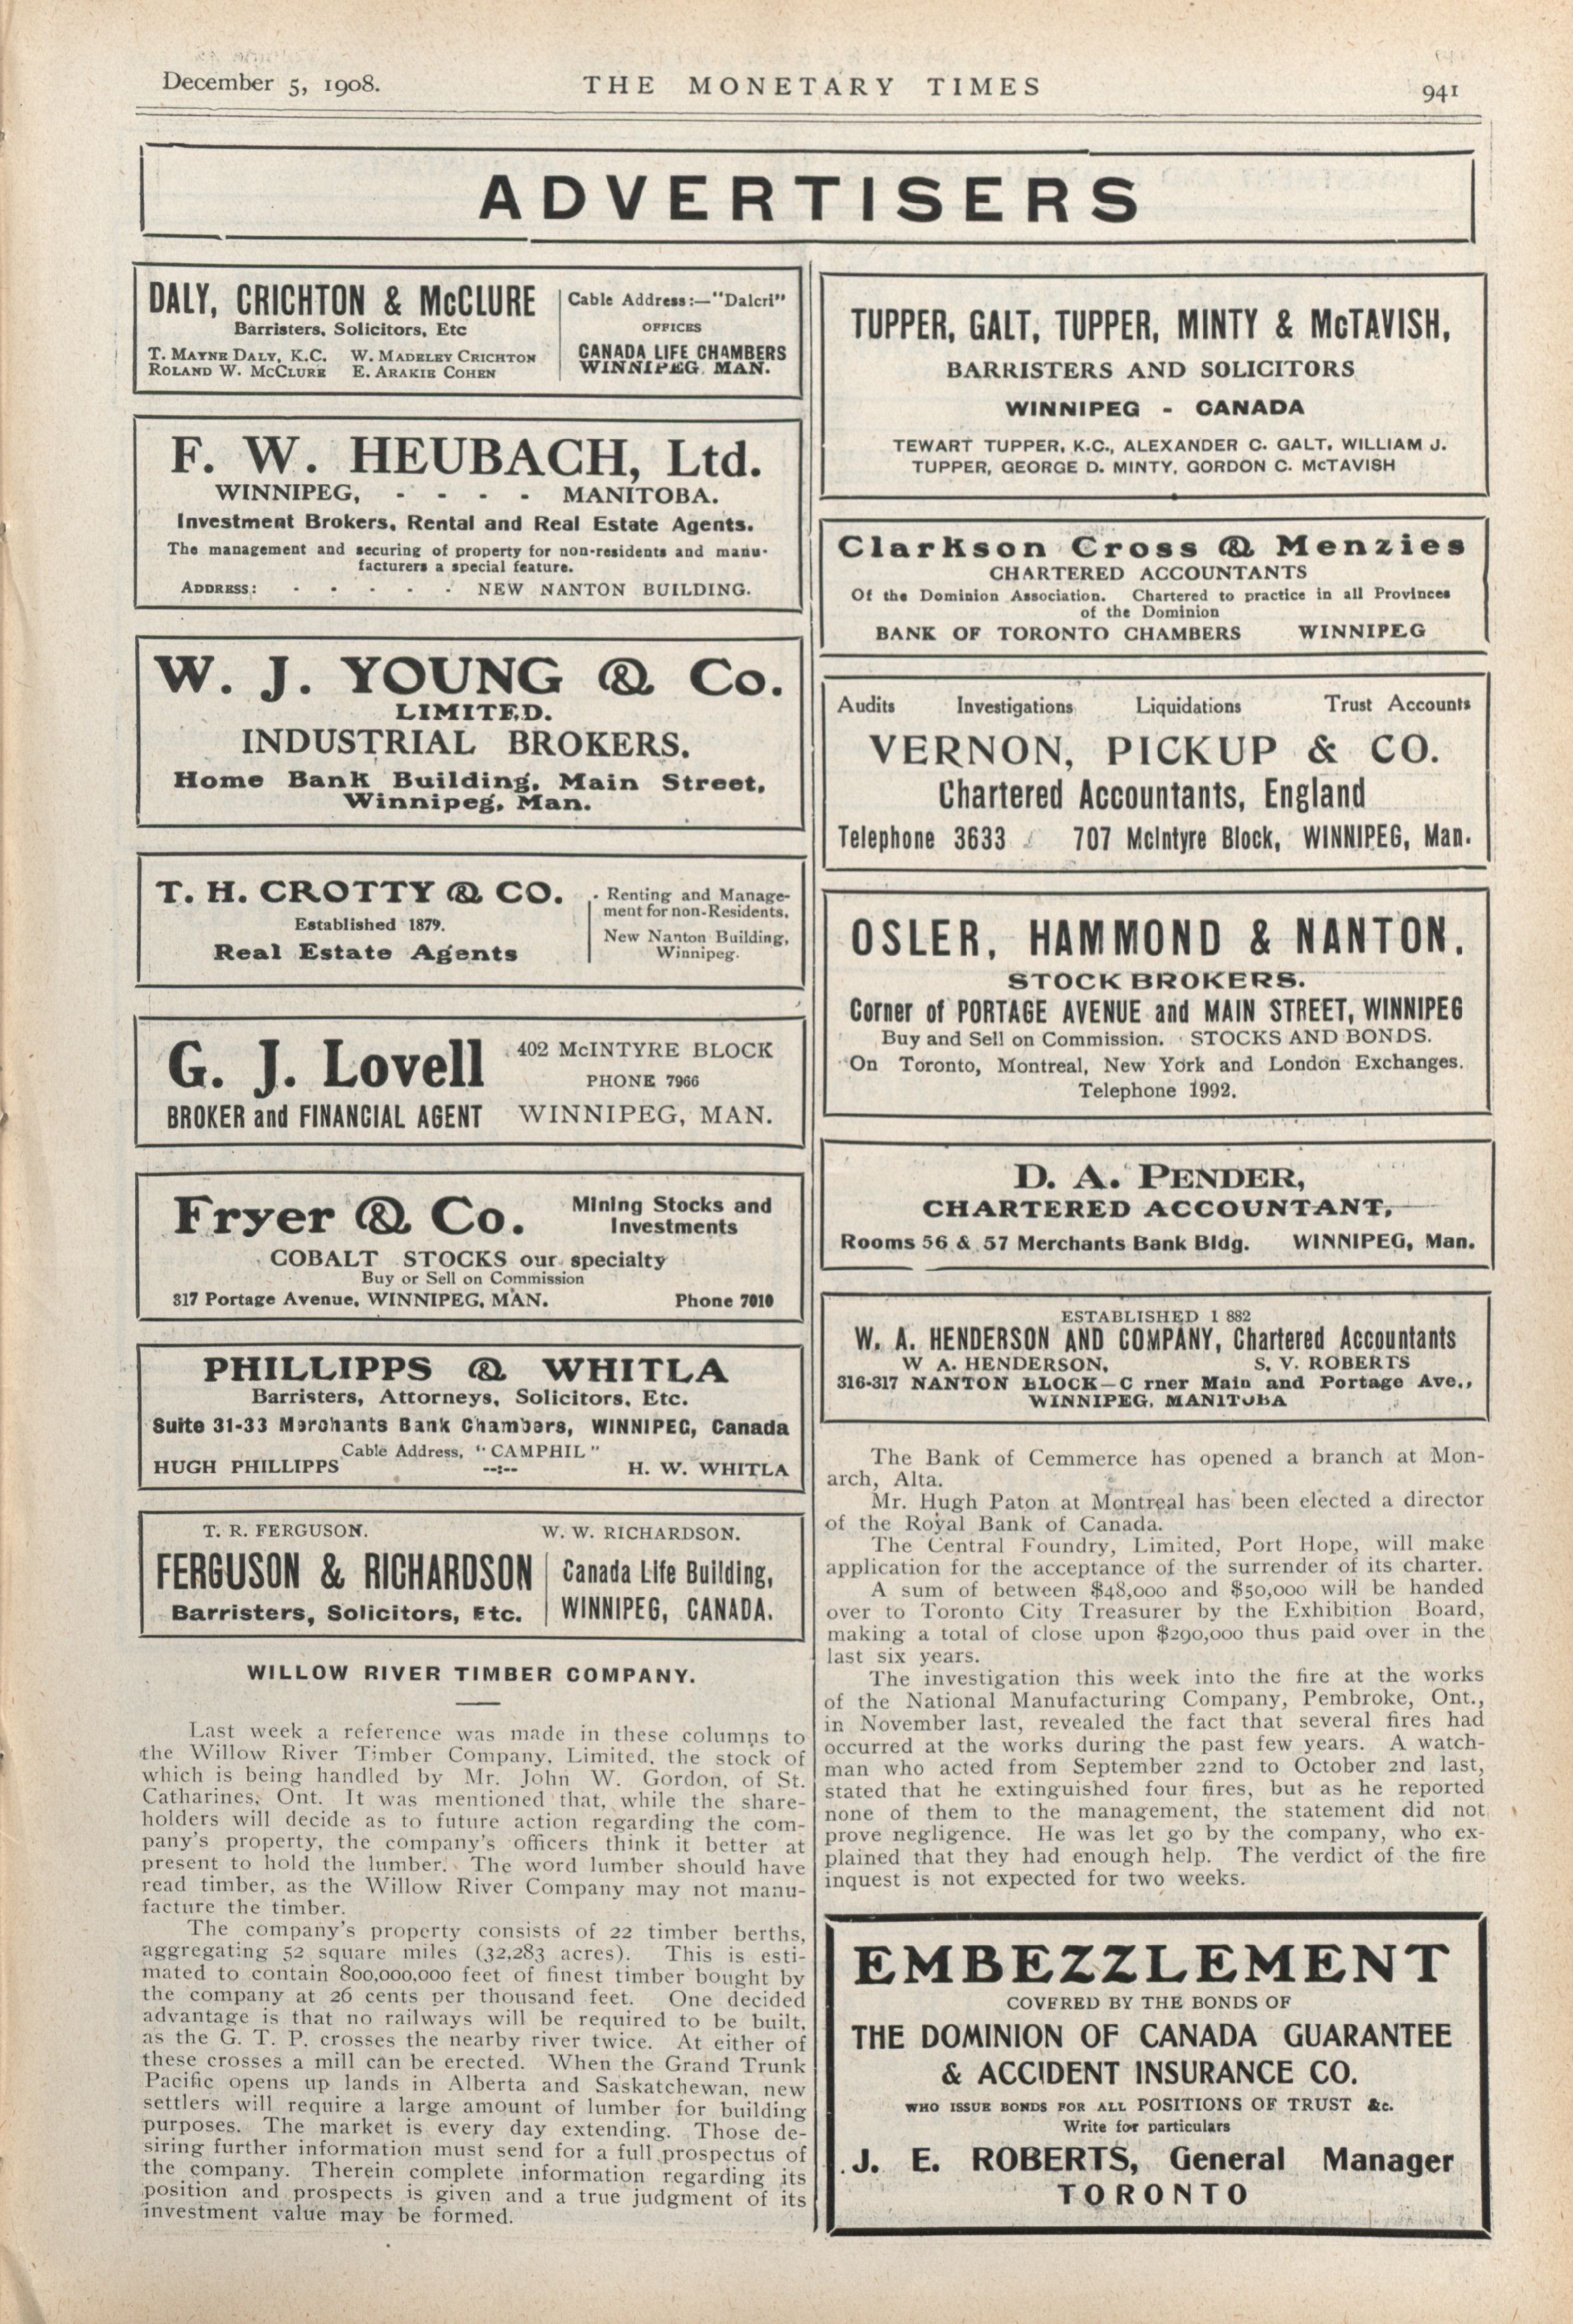 December 5, 1908.
THE MONETARY TIMES
941
ADVERTISERS
DALY, CRICHTON & McCLURE
Barristers, Solicitors, Etc
T. MAYNE DALY, K.C. W. MADELEY CRICHTON
ROLAND W. MCCLURE E. ARAKIE COHEN
Cable Address:—"Dalcri"
OFFICES
CANADA LIFE CHAMBERS
WINNIPEG, MAN.
F. W. HEUBACH, Ltd.
WINNIPEG, - - - - MANITOBA.
Investment Brokers, Rental and Real Estate Agents.
The management and securing of property for non-residents and manu-
facturers a special feature.
ADDRESS: - - - - - NEW NANTON BUILDING.
W. J. YOUNG & Co.
LIMITED.
INDUSTRIAL BROKERS.
Home Bank Building, Main Street,
Winnipeg, Man.
T. H. CROTTY & CO.
Established 1879.
Real Estate Agents
Renting and Manage-
ment for non-Residents.
New Nanton Building,
Winnipeg.
G. J. Lovell
BROKER and FINANCIAL AGENT
402 McINTYRE BLOCK
PHONE 7966
WINNIPEG, MAN.
Fryer & Co.
Mining Stocks and
Investments
COBALT STOCKS our specialty
Buy or Sell on Commission
317 Portage Avenue, WINNIPEG, MAN. Phone 7010
PHILLIPPS & WHITLA
Barristers, Attorneys, Solicitors, Etc.
Suite 31-33 Merchants Bank Chambers, WINNIPEG, Canada
Cable Address, "CAMPHIL"
HUGH PHILLIPPS --:-- H. W. WHITLA
T. R. FERGUSON. W. W. RICHARDSON.
FERGUSON & RICHARDSON
Barristers, Solicitors, Etc.
Canada Life Building,
WINNIPEG, CANADA.
WILLOW RIVER TIMBER COMPANY.
Last week a reference was made in these columns to
the Willow River Timber Company, Limited, the stock of
which is being handled by Mr. John W. Gordon, of St.
Catharines, Ont. It was mentioned that, while the share-
holders will decide as to future action regarding the com-
pany's property, the company's officers think it better at
present to hold the lumber. The word lumber should have
read timber, as the Willow River Company may not manu-
facture the timber.
The company's property consists of 22 timber berths,
aggregating 52 square miles (32,283 acres). This is esti-
mated to contain 800,000,000 feet of finest timber bought by
the company at 26 cents per thousand feet. One decided
advantage is that no railways will be required to be built,
as the G. T. P. crosses the nearby river twice. At either of
these crosses a mill can be erected. When the Grand Trunk
Pacific opens up lands in Alberta and Saskatchewan, new
settlers will require a large amount of lumber for building
purposes. The market is every day extending. Those de-
siring further information must send for a full prospectus of
the company. Therein complete information regarding its
position and prospects is given and a true judgment of its
investment value may be formed.
TUPPER, GALT, TUPPER, MINTY & McTAVISH,
BARRISTERS AND SOLICITORS
WINNIPEG - CANADA
TEWART TUPPER, K.C., ALEXANDER C. GALT, WILLIAM J.
TUPPER, GEORGE D. MINTY, GORDON C. McTAVISH
Clarkson Cross & Menzies
CHARTERED ACCOUNTANTS
Of the Dominion Association. Chartered to practice in all Provinces
of the Dominion
BANK OF TORONTO CHAMBERS WINNIPEG
Audits Investigations Liquidations Trust Accounts
VERNON, PICKUP & CO.
Chartered Accountants, England
Telephone 3633 707 McIntyre Block, WINNIPEG, Man.
OSLER, HAMMOND & NANTON.
STOCK BROKERS.
Corner of PORTAGE AVENUE and MAIN STREET, WINNIPEG
Buy and Sell on Commission. STOCKS AND BONDS.
On Toronto, Montreal, New York and London Exchanges.
Telephone 1992.
D. A. PENDER,
CHARTERED ACCOUNTANT,
Rooms 56 & 57 Merchants Bank Bldg. WINNIPEG, Man.
ESTABLISHED 1 882
W. A. HENDERSON AND COMPANY, Chartered Accountants
W A. HENDERSON, S. V. ROBERTS
316-317 NANTON BLOCK—C rner Main and Portage Ave.,
WINNIPEG, MANITOBA
The Bank of Cemmerce has opened a branch at Mon-
arch, Alta.
Mr. Hugh Paton at Montreal has been elected a director
of the Royal Bank of Canada.
The Central Foundry, Limited, Port Hope, will make
application for the acceptance of the surrender of its charter.
A sum of between $48,000 and $50,000 will be handed
over to Toronto City Treasurer by the Exhibition Board,
making a total of close upon $290,000 thus paid over in the
last six years.
The investigation this week into the fire at the works
of the National Manufacturing Company, Pembroke, Ont.,
in November last, revealed the fact that several fires had
occurred at the works during the past few years. A watch-
man who acted from September 22nd to October 2nd last,
stated that he extinguished four fires, but as he reported
none of them to the management, the statement did not
prove negligence. He was let go by the company, who ex-
plained that they had enough help. The verdict of the fire
inquest is not expected for two weeks.
EMBEZZLEMENT
COVERED BY THE BONDS OF
THE DOMINION OF CANADA GUARANTEE
& ACCIDENT INSURANCE CO.
WHO ISSUE BONDS FOR ALL POSITIONS OF TRUST &c.
Write for particulars
J. E. ROBERTS, General Manager
TORONTO